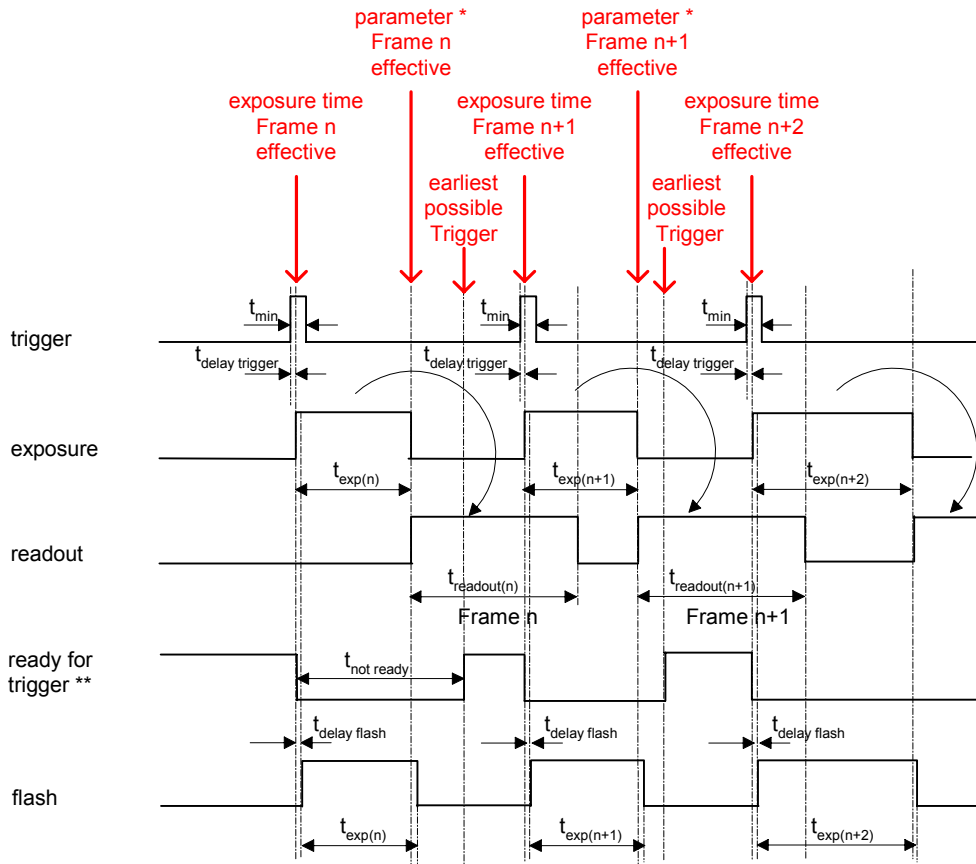 parameter *
Frame n
effective
parameter *
Frame n+1
effective
exposure time
Frame n
effective
exposure time
Frame n+1
effective
exposure time
Frame n+2
effective
earliest
possible
Trigger
earliest
possible
Trigger
trigger
tmin
tmin
tmin
tdelay trigger
tdelay trigger
tdelay trigger
exposure
texp(n)
texp(n+1)
texp(n+2)
readout
treadout(n)
treadout(n+1)
Frame n
Frame n+1
ready for
trigger **
tnot ready
tdelay flash
tdelay flash
tdelay flash
flash
texp(n)
texp(n+1)
texp(n+2)